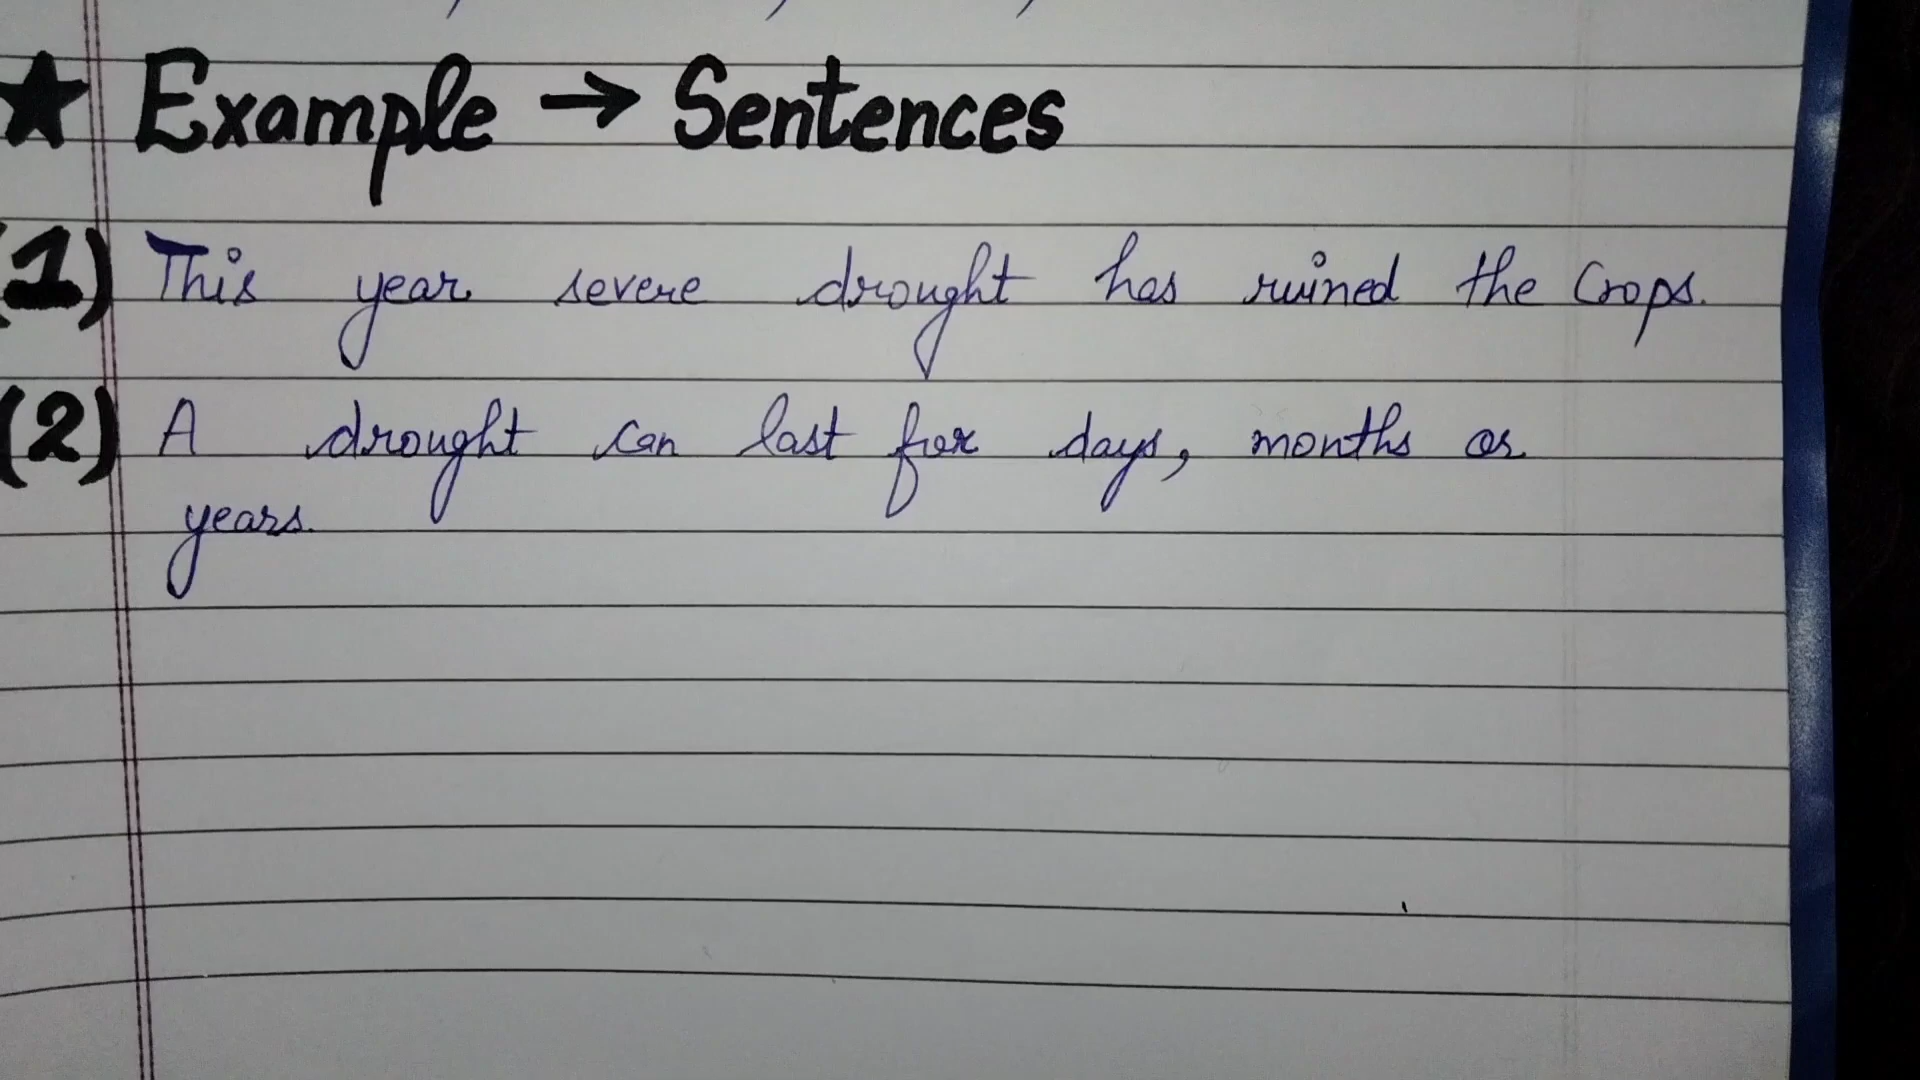 ★ Example → Sentences
(1) This year severe drought has ruined the Crops.
(2) A drought can last for days, months or
years.